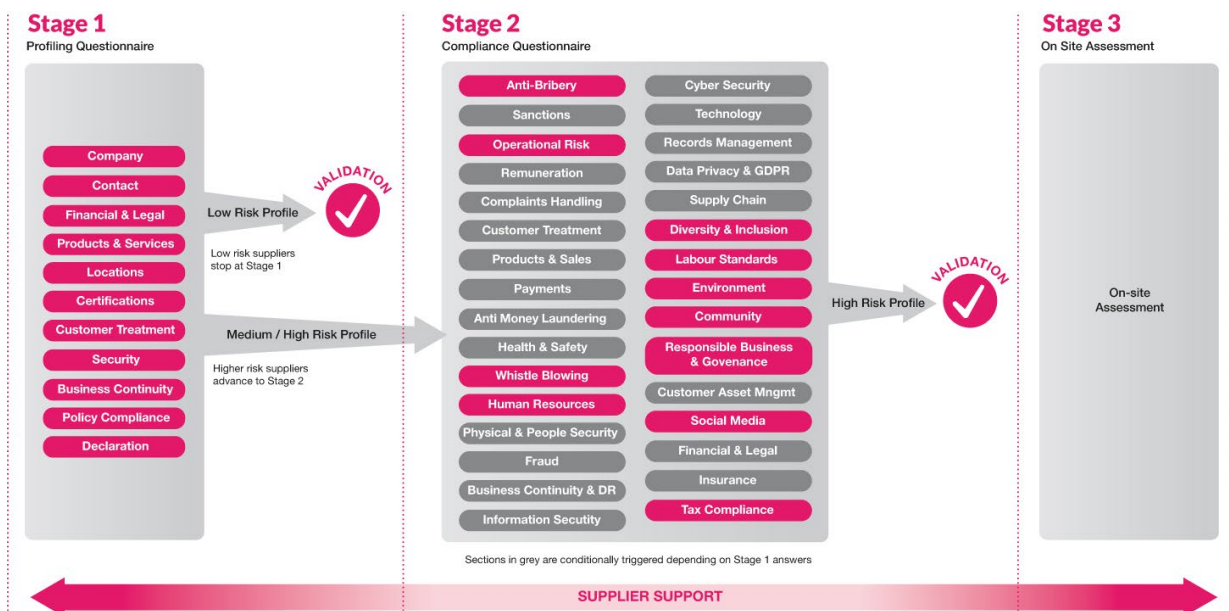 Stage 1
Profiling Questionnaire
Company
Contact
Financial & Legal
Products & Services
Locations
Certifications
Customer Treatment
Security
Business Continuity
Policy Compliance
Declaration
Low Risk Profile
VALIDATION
Low risk suppliers
stop at Stage 1
Medium / High Risk Profile
Higher risk suppliers
advance to Stage 2
Stage 2
Compliance Questionnaire
Anti-Bribery
Sanctions
Operational Risk
Remuneration
Complaints Handling
Customer Treatment
Products & Sales
Payments
Anti Money Laundering
Health & Safety
Whistle Blowing
Human Resources
Physical & People Security
Fraud
Business Continuity & DR
Information Secutity
Cyber Security
Technology
Records Management
Data Privacy & GDPR
Supply Chain
Diversity & Inclusion
Labour Standards
Environment
Community
Responsible Business
& Govenance
Customer Asset Mngmt
Social Media
Financial & Legal
Insurance
Tax Compliance
Sections in grey are conditionally triggered depending on Stage 1 answers
High Risk Profile
VALIDATION
Stage 3
On Site Assessment
On-site
Assessment
SUPPLIER SUPPORT